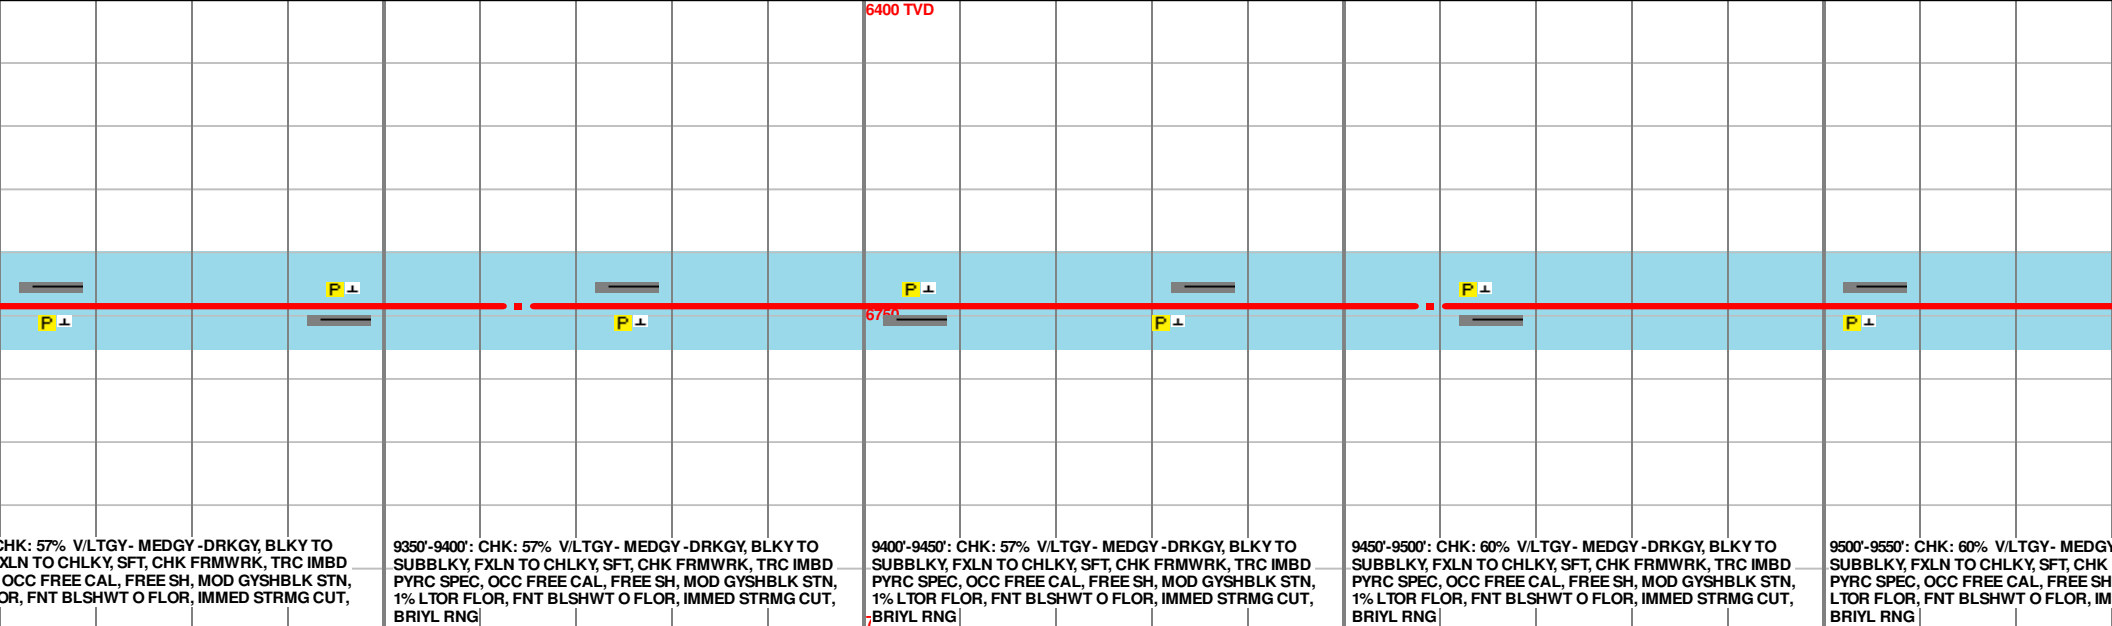 6400 TVD
P
P
P
P
P
6750
P
P
P
CHK: 57% V/LTGY- MEDGY -DRKGY, BLKY TO
XLN TO CHLKY, SFT, CHK FRMWRK, TRC IMBD
OCC FREE CAL, FREE SH, MOD GYSHBLK STN,
OR, FNT BLSHWT O FLOR, IMMED STRMG CUT,
9350'-9400': CHK: 57% V/LTGY- MEDGY -DRKGY, BLKY TO
SUBBLKY, FXLN TO CHLKY, SFT, CHK FRMWRK, TRC IMBD
PYRC SPEC, OCC FREE CAL, FREE SH, MOD GYSHBLK STN,
1% LTOR FLOR, FNT BLSHWT O FLOR, IMMED STRMG CUT,
BRIYL RNG
9400'-9450': CHK: 57% V/LTGY- MEDGY -DRKGY, BLKY TO
SUBBLKY, FXLN TO CHLKY, SFT, CHK FRMWRK, TRC IMBD
PYRC SPEC, OCC FREE CAL, FREE SH, MOD GYSHBLK STN,
1% LTOR FLOR, FNT BLSHWT O FLOR, IMMED STRMG CUT,
BRIYL RNG
9450'-9500': CHK: 60% V/LTGY- MEDGY -DRKGY, BLKY TO
SUBBLKY, FXLN TO CHLKY, SFT, CHK FRMWRK, TRC IMBD
PYRC SPEC, OCC FREE CAL, FREE SH, MOD GYSHBLK STN,
1% LTOR FLOR, FNT BLSHWT O FLOR, IMMED STRMG CUT,
BRIYL RNG
9500'-9550': CHK: 60% V/LTGY- MEDGY
SUBBLKY, FXLN TO CHLKY, SFT, CHK
PYRC SPEC, OCC FREE CAL, FREE SH
LTOR FLOR, FNT BLSHWT O FLOR, IM
BRIYL RNG